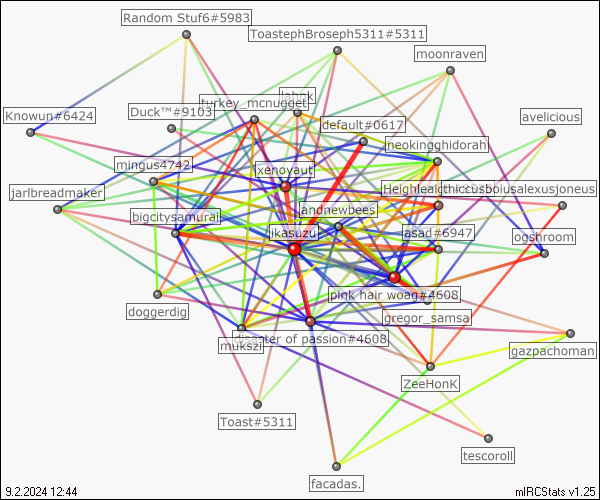 Random Stuf6#5983
ToastephBroseph5311#5311
moonraven
lahnk
turkey_mcnugget
Duck™#9103
Knowun#6424
default#0617
avelicious
neokingghidorah
mingus4742
xenoyaut
jarlbreadmaker
andnewbees
bigcitysamurai
ikasuzu
asad#6947
ogshroom
pink hair woag#4608
doggerdig
gregor_samsa
disaster of passion#4608
mukszi
gazpachoman
ZeeHonK
Toast#5311
tescoroll
facadas.
9.2.2024 12:44
mIRCStats v1.25